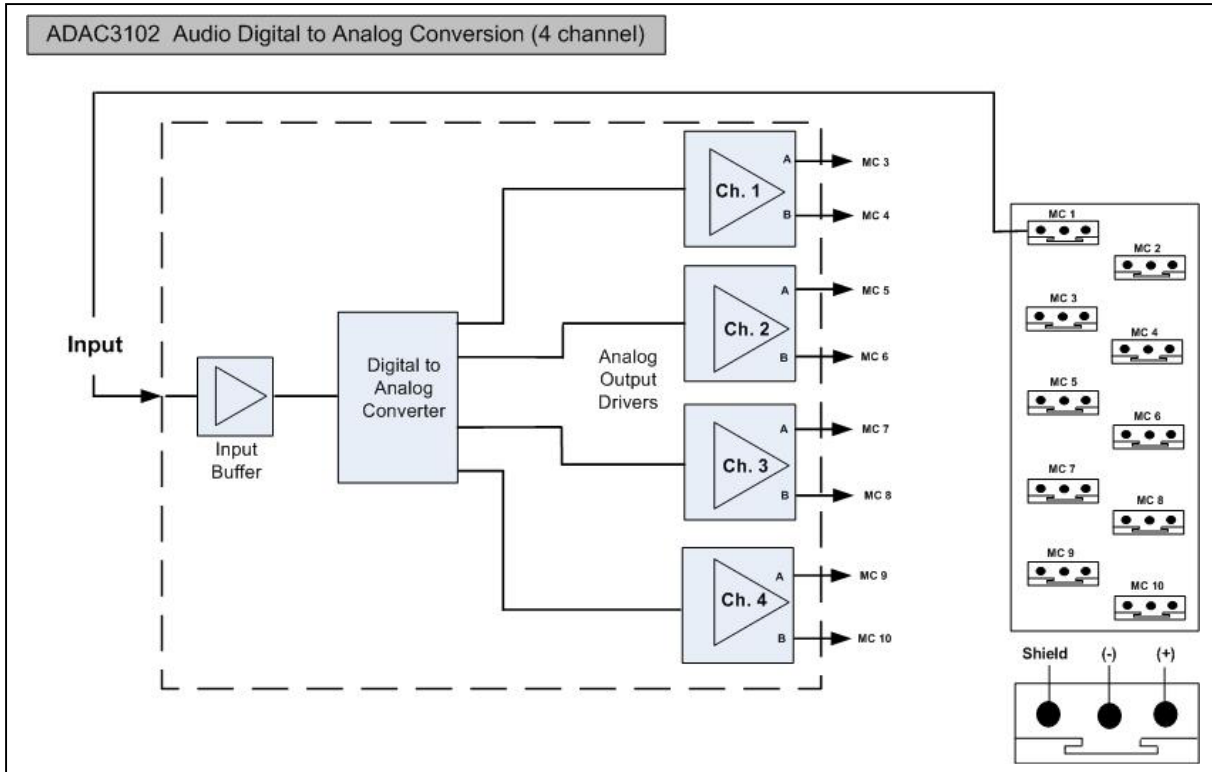 ADAC3102 Audio Digital to Analog Conversion (4 channel)
Input
Input
Buffer
Digital to
Analog
Converter
Analog
Output
Drivers
Ch. 1
A
B
MC 3
MC 4
Ch. 2
A
B
MC 5
MC 6
Ch. 3
A
B
MC 7
MC 8
Ch. 4
A
B
MC 9
MC 10
MC 1
MC 2
MC 3
MC 4
MC 5
MC 6
MC 7
MC 8
MC 9
MC 10
Shield (-) (+)